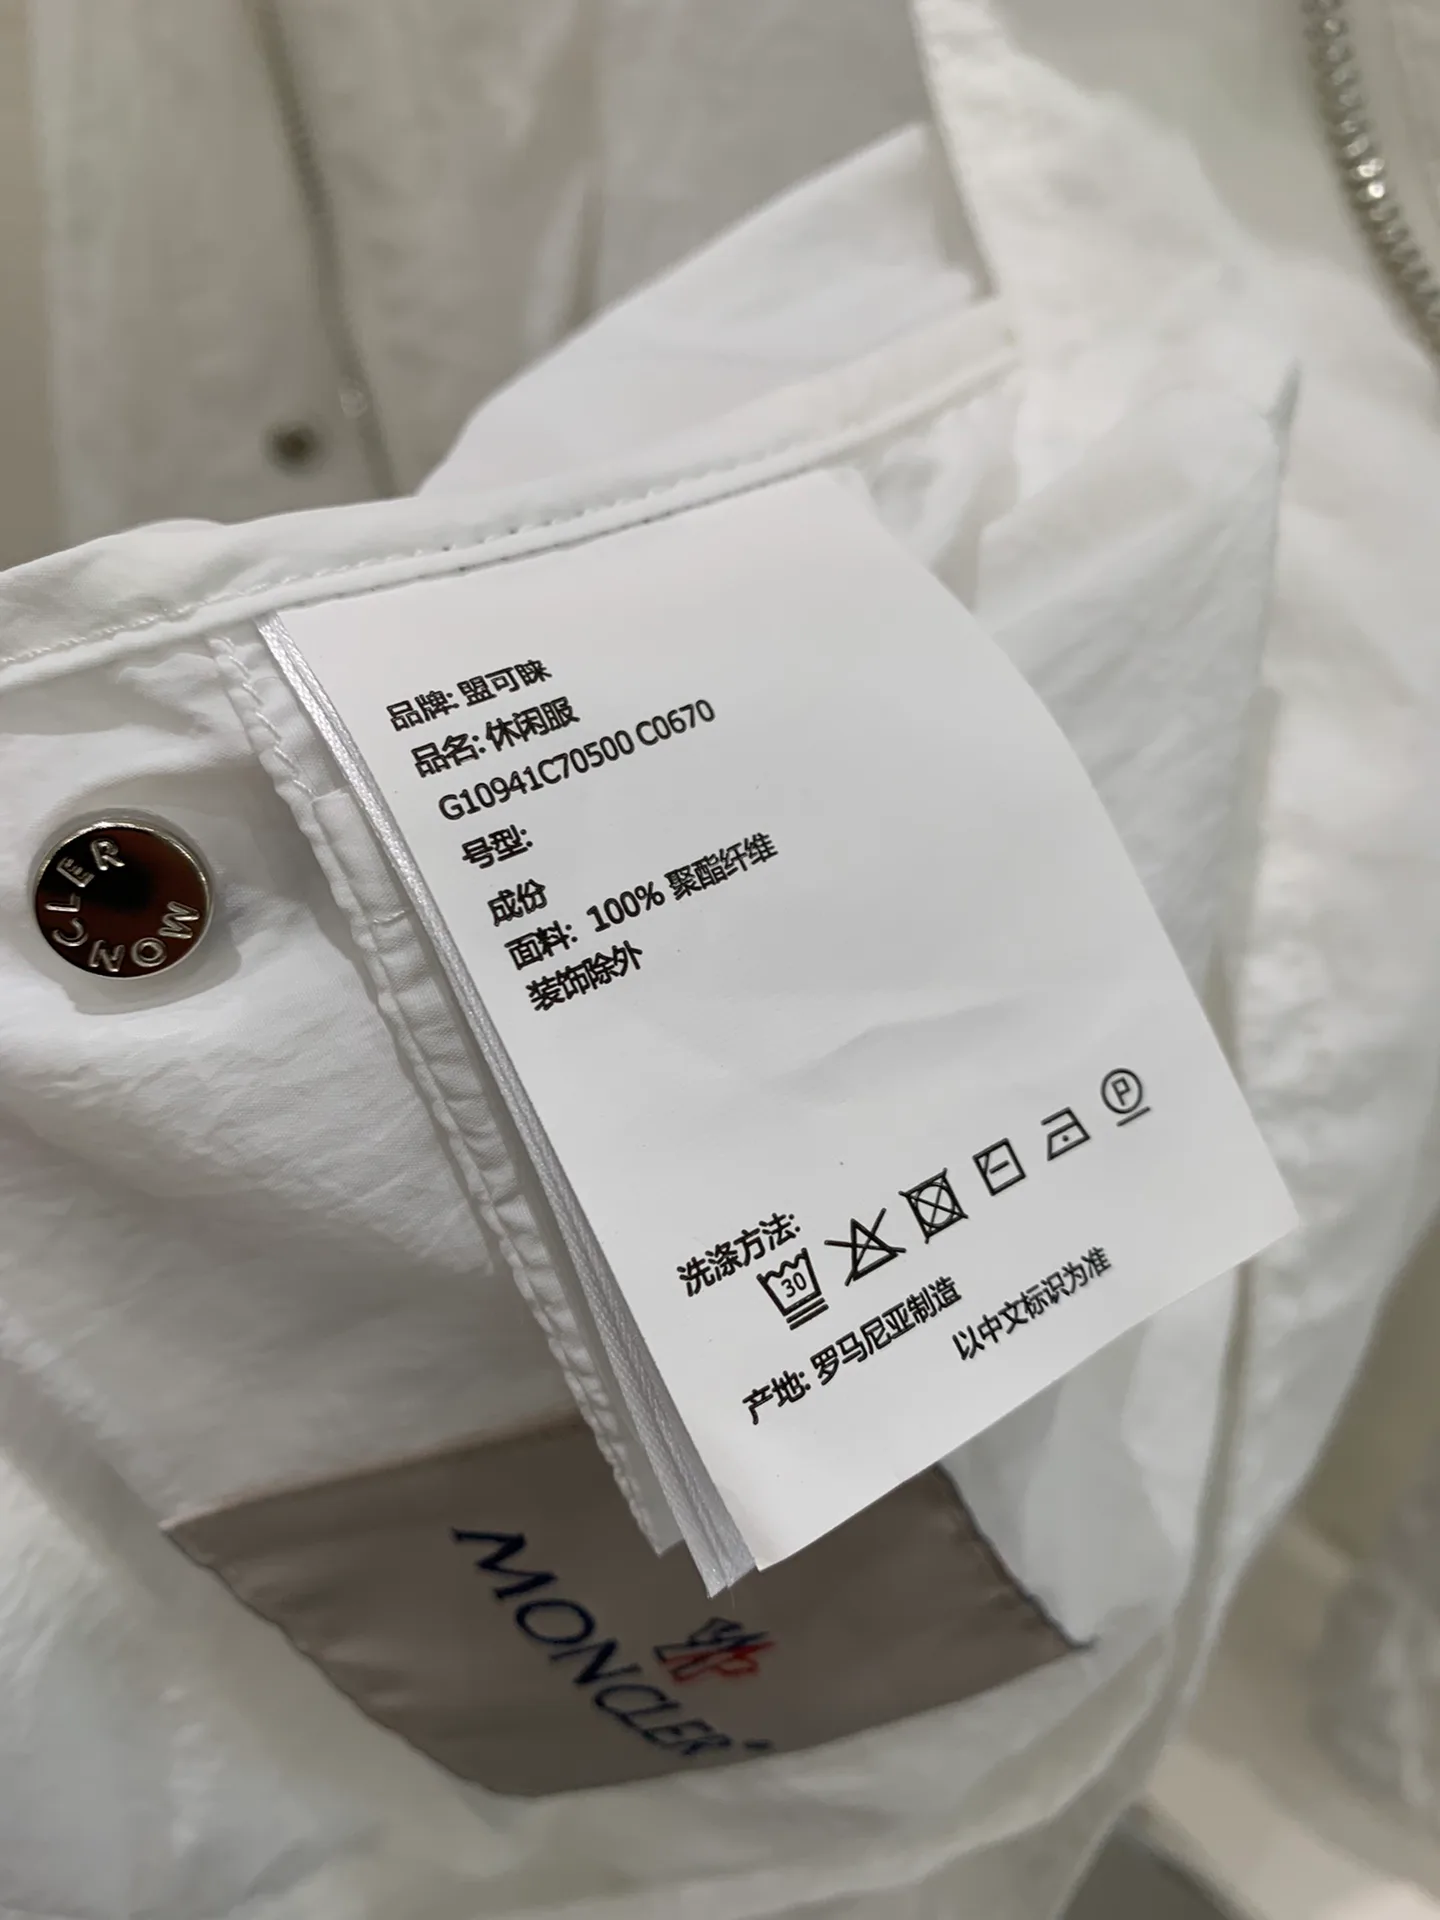 品牌: 盟可睐
品名: 休闲服
G10941C70500 C0670
号型:
成份
面料: 100% 聚酯纤维
装饰除外
洗涤方法:
30
P
产地: 罗马尼亚制造
以中文标识为准
MONCLER
MONCLER